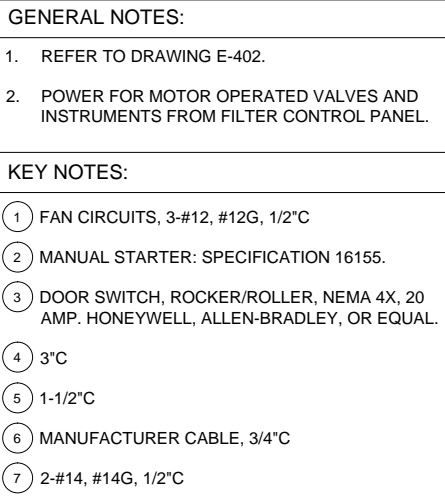 GENERAL NOTES:
1. REFER TO DRAWING E-402.
2. POWER FOR MOTOR OPERATED VALVES AND
INSTRUMENTS FROM FILTER CONTROL PANEL.
KEY NOTES:
1 FAN CIRCUITS, 3-#12, #12G, 1/2"C
2 MANUAL STARTER: SPECIFICATION 16155.
3 DOOR SWITCH, ROCKER/ROLLER, NEMA 4X, 20
AMP. HONEYWELL, ALLEN-BRADLEY, OR EQUAL.
4 3"C
5 1-1/2"C
6 MANUFACTURER CABLE, 3/4"C
7 2-#14, #14G, 1/2"C